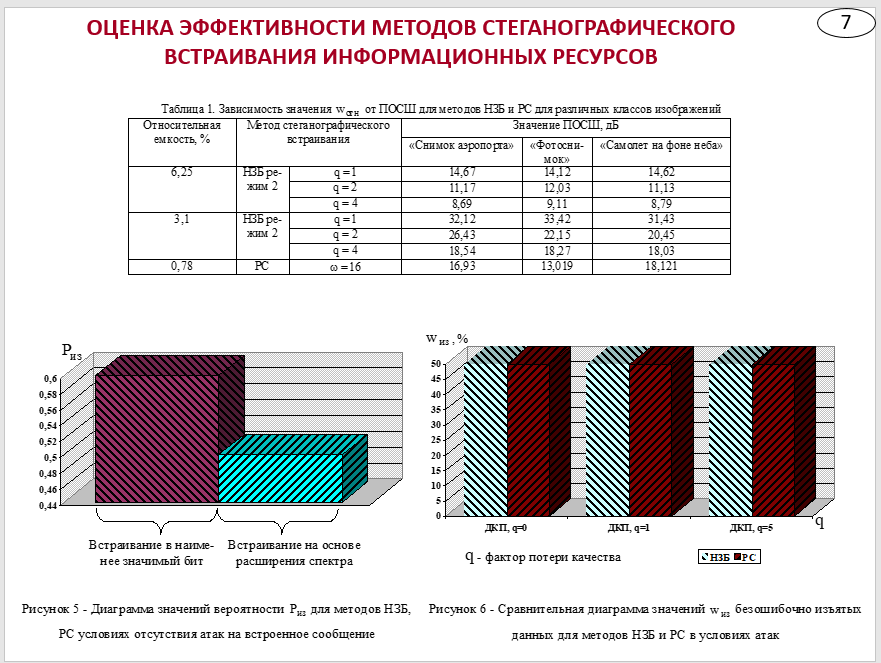 7
ОЦЕНКА ЭФФЕКТИВНОСТИ МЕТОДОВ СТЕГАНОГРАФИЧЕСКОГО
ВСТРАИВАНИЯ ИНФОРМАЦИОННЫХ РЕСУРСОВ
Таблица 1. Зависимость значения w_огн от ПОСШ для методов НЗБ и РС для различных классов изображений
Относительная емкость, % Метод стеганографического встраивания Значение ПОСШ, дБ
«Снимок аэропорта» «Фотосни-мок» «Самолет на фоне неба»
6,25 НЗБ ре-жим 2 q =1 14,67 14,12 14,62
q = 2 11,17 12,03 11,13
q = 4 8,69 9,11 8,79
3,1 НЗБ ре-жим 2 q =1 32,12 33,42 31,43
q = 2 26,43 22,15 20,45
q = 4 18,54 18,27 18,03
0,78 РС ω =16 16,93 13,019 18,121
Pиз
0,6
0,58
0,56
0,54
0,52
0,5
0,48
0,46
0,44
Встраивание в наиме-
нее значимый бит
Встраивание на основе
расширения спектра
Рисунок 5 - Диаграмма значений вероятности Pиз для методов НЗБ,
РС условиях отсутствия атак на встроенное сообщение
w из , %
50
45
40
35
30
25
20
15
10
5
0
ДКП, q=0 ДКП, q=1 ДКП, q=5
q
q - фактор потери качества
НЗБ РС
Рисунок 6 - Сравнительная диаграмма значений w из безошибочно изъятых
данных для методов НЗБ и РС в условиях атак